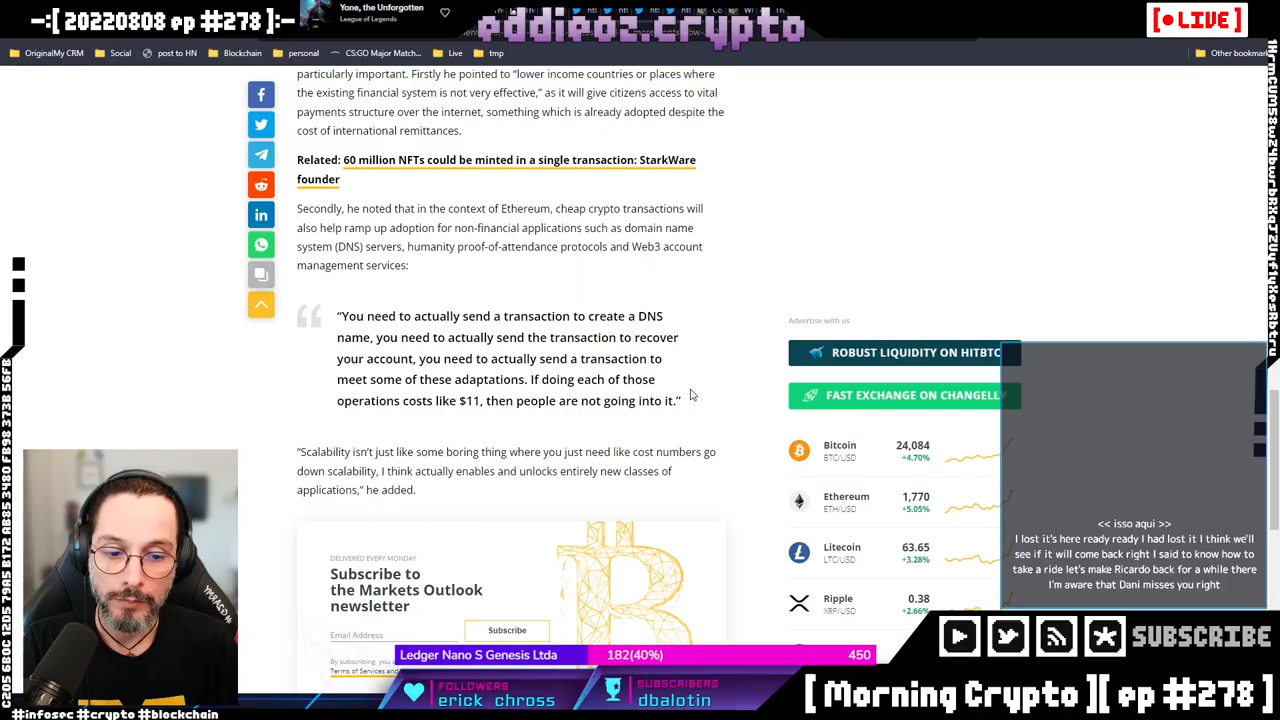 -:[ 20220808 ep #278 ]:-
Yone, the Unforgotten
League of Legends
eddieoz.crypto
[ LIVE ]
OriginalMy CRM
Social
post to HN
Blockchain
personal
CS:GO Major Match...
Live
tmp
Other bookmar
particularly important. Firstly he pointed to “lower income countries or places where
the existing financial system is not very effective,” as it will give citizens access to vital
payments structure over the internet, something which is already adopted despite the
cost of international remittances.
Related: 60 million NFTs could be minted in a single transaction: StarkWare
founder
Secondly, he noted that in the context of Ethereum, cheap crypto transactions will
also help ramp up adoption for non-financial applications such as domain name
system (DNS) servers, humanity proof-of-attendance protocols and Web3 account
management services:
“You need to actually send a transaction to create a DNS
name, you need to actually send the transaction to recover
your account, you need to actually send a transaction to
meet some of these adaptations. If doing each of those
operations costs like $11, then people are not going into it.”
“Scalability isn’t just like some boring thing where you just need like cost numbers go
down scalability, I think actually enables and unlocks entirely new classes of
applications,” he added.
DELIVERED EVERY MONDAY
Subscribe to
the Markets Outlook
newsletter
Email Address
Subscribe
By subscribing, you a
Terms of Services and
Advertise with us
ROBUST LIQUIDITY ON HITBTC
FAST EXCHANGE ON CHANGELLY
Bitcoin 24,084
BTC/USD +4.70%
Ethereum 1,770
ETH/USD +5.05%
Litecoin 63.65
LTC/USD +3.28%
Ripple 0.38
XRP/USD +2.66%
<< isso aqui >>
I lost it's here ready ready I had lost it I think we'll
see if it will come back right I said to know how to
take a ride let's make Ricardo back for a while there
I'm aware that Dani misses you right
SUBSCRIBE
Ledger Nano S Genesis Ltda 182(40%) 450
FOLLOWERS
erick_chross
SUBSCRIBERS
dbalotin
[ Morning Crypto ][ ep #278 ]
#infosec #crypto #blockchain